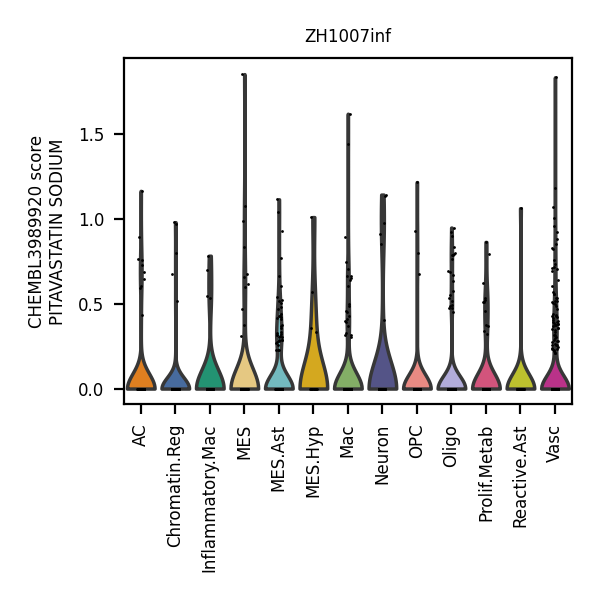 ZH1007inf
CHEMBL3989920 score
PITAVASTATIN SODIUM
1.5
1.0
0.5
0.0
AC
Chromatin.Reg
Inflammatory.Mac
MES
MES.Ast
MES.Hyp
Mac
Neuron
OPC
Oligo
Prolif.Metab
Reactive.Ast
Vasc